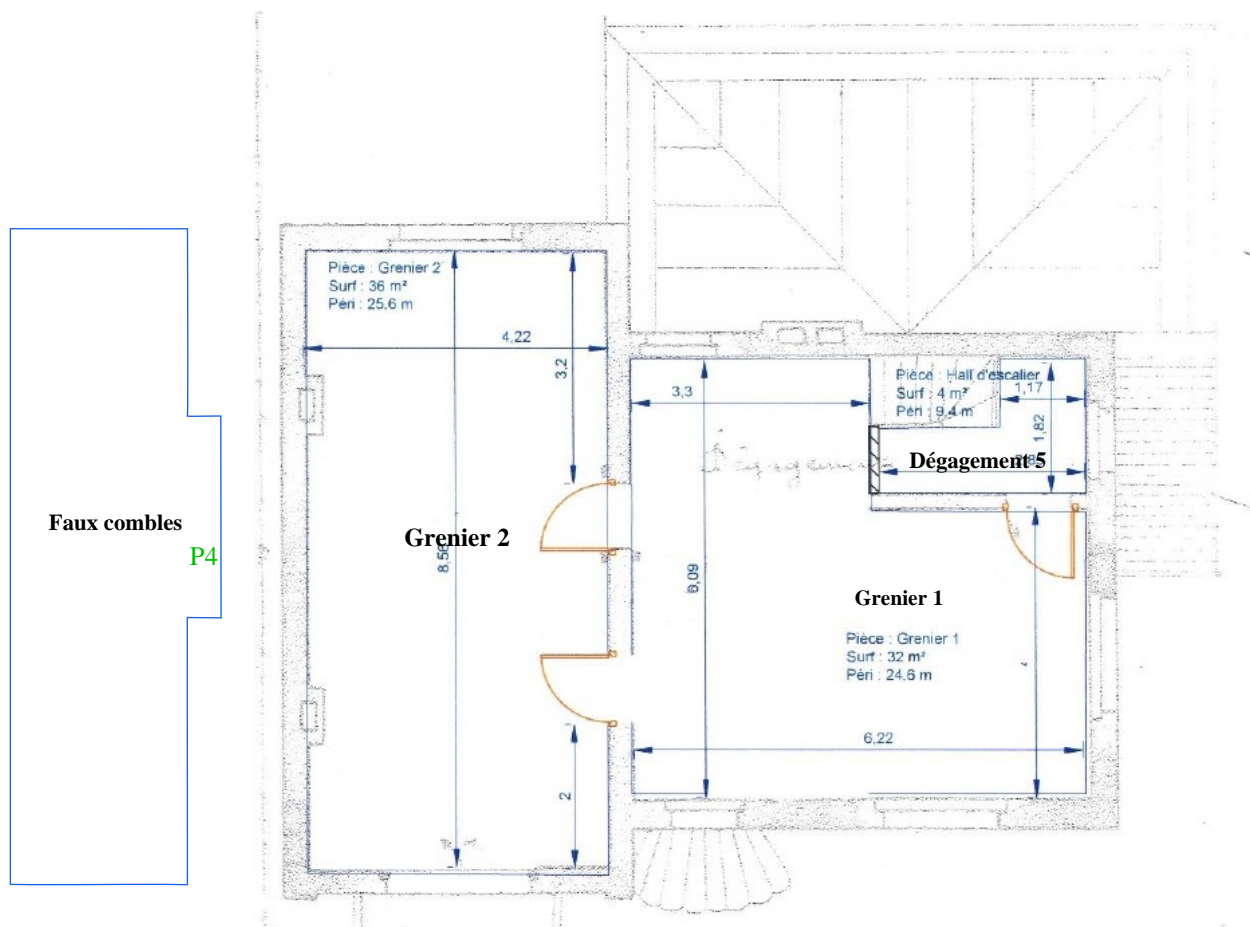 Pièce : Grenier 2
Surf : 36 m²
Péri : 25.6 m
4,22
3,2
Pièce : Hall d'escalier
Surf : 4 m²
Péri : 9.4 m
1,17
3,3
1,82
Dégagement
Dégagement 5
Faux combles
P4
Grenier 2
8,56
6,09
Grenier 1
Pièce : Grenier 1
Surf : 32 m²
Péri : 24.6 m
4
6,22
2